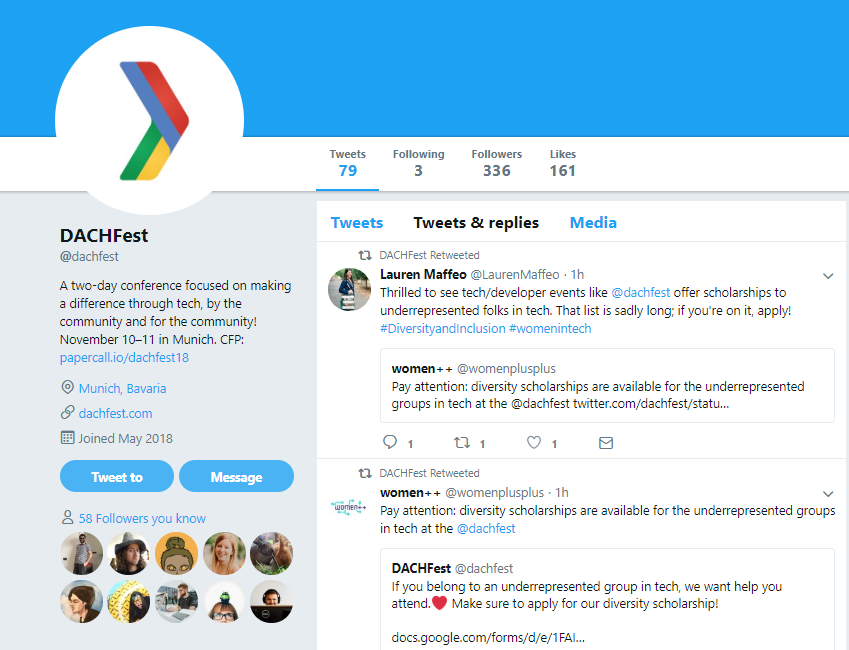 Tweets
79
Following
3
Followers
336
Likes
161
DACHFest
@dachfest
A two-day conference focused on making
a difference through tech, by the
community and for the community!
November 10–11 in Munich. CFP:
papercall.io/dachfest18
Munich, Bavaria
dachfest.com
Joined May 2018
Tweet to
Message
58 Followers you know
Tweets
Tweets & replies
Media
DACHFest Retweeted
Lauren Maffeo @LaurenMaffeo · 1h
Thrilled to see tech/developer events like @dachfest offer scholarships to
underrepresented folks in tech. That list is sadly long; if you're on it, apply!
#DiversityandInclusion #womenintech
women++ @womenplusplus
Pay attention: diversity scholarships are available for the underrepresented
groups in tech at the @dachfest twitter.com/dachfest/statu...
1
1
1
DACHFest Retweeted
women++
women++ @womenplusplus · 1h
Pay attention: diversity scholarships are available for the underrepresented groups
in tech at the @dachfest
DACHFest @dachfest
If you belong to an underrepresented group in tech, we want help you
attend.❤ Make sure to apply for our diversity scholarship!
docs.google.com/forms/d/e/1FAI...